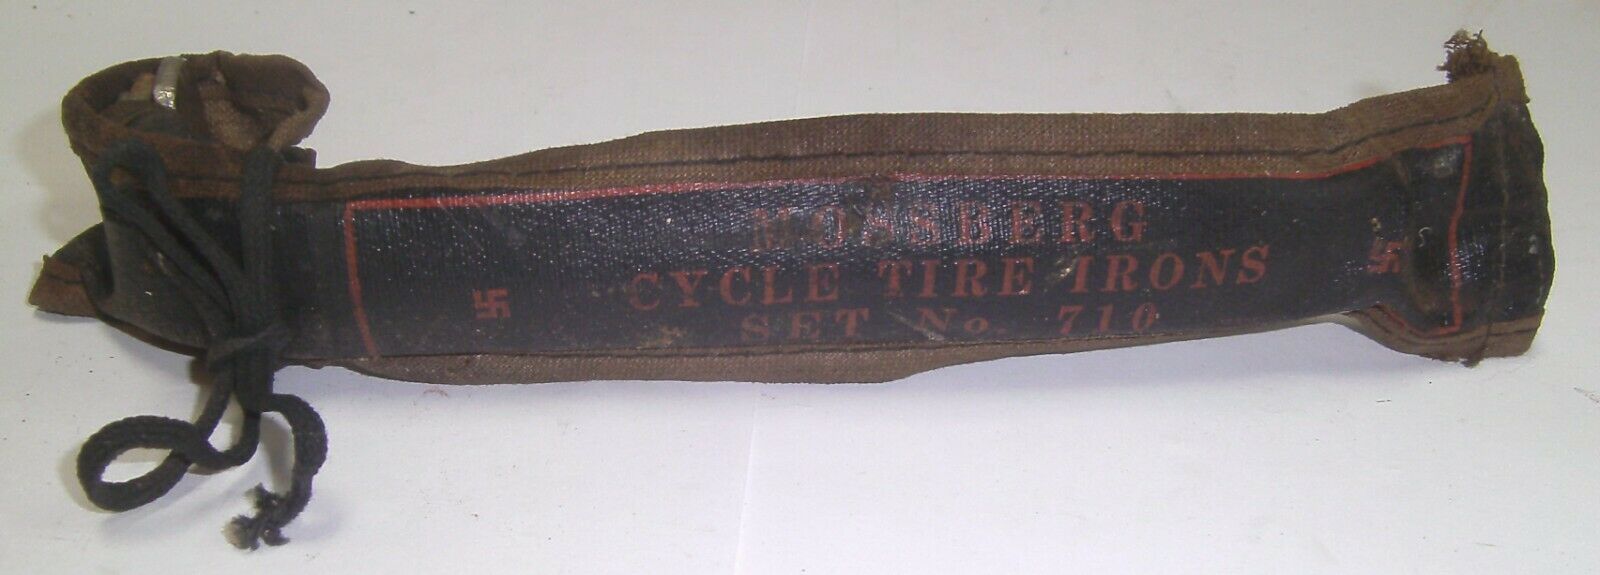 MOSSBERG
CYCLE TIRE IRONS
SET No. 710